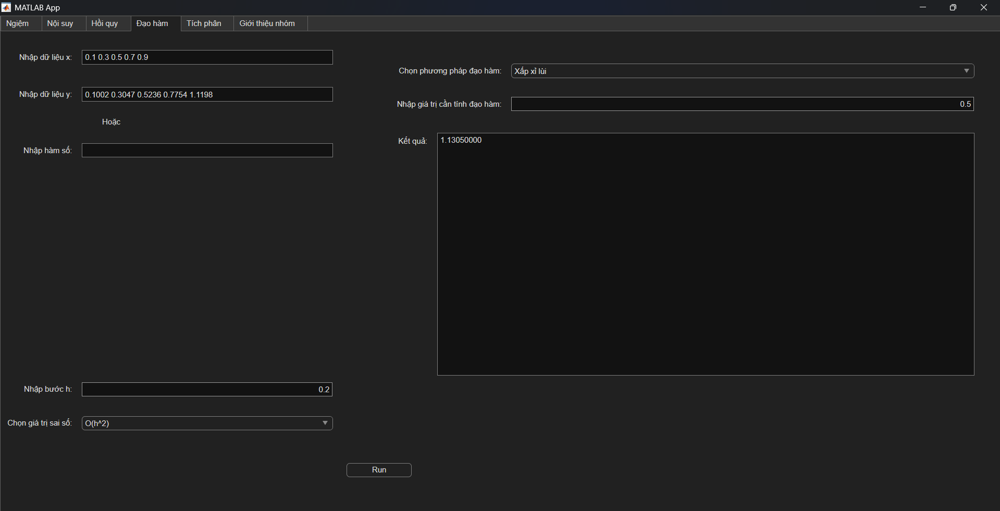 MATLAB App
Ngiệm Nội suy Hồi quy Đạo hàm Tích phân Giới thiệu nhóm
Nhập dữ liệu x: 0.1 0.3 0.5 0.7 0.9
Nhập dữ liệu y: 0.1002 0.3047 0.5236 0.7754 1.1198
Hoặc
Nhập hàm số:
Chọn phương pháp đạo hàm: Xấp xỉ lùi
Nhập giá trị cần tính đạo hàm: 0.5
Kết quả: 1.13050000
Nhập bước h: 0.2
Chọn giá trị sai số: O(h^2)
Run